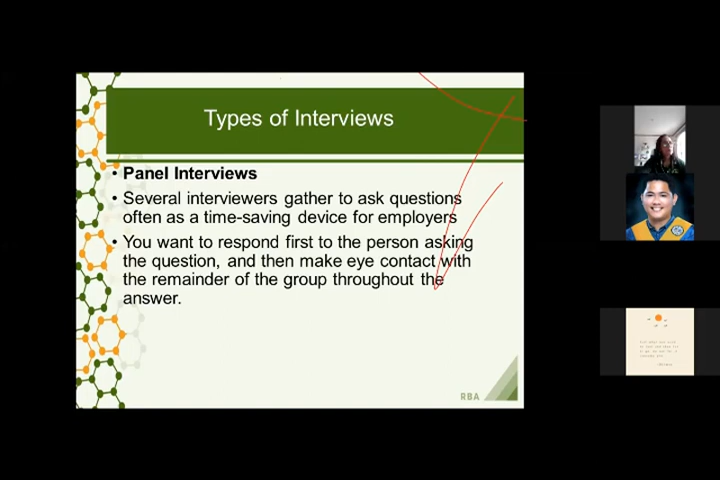 Types of Interviews
• Panel Interviews
• Several interviewers gather to ask questions
often as a time-saving device for employers
• You want to respond first to the person asking
the question, and then make eye contact with
the remainder of the group throughout the
answer.
RBA